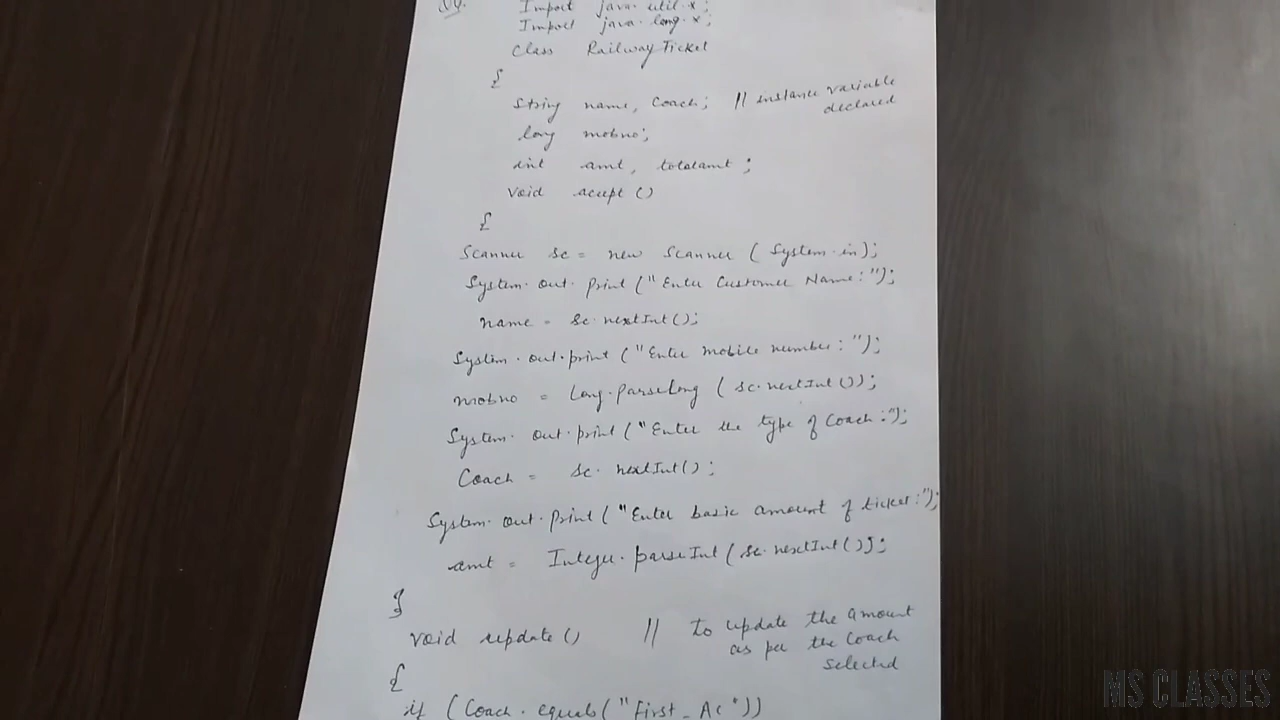 Q4.
Import java.util.*;
Import java.lang.*;
Class RailwayTicket
{
String name, Coach; // instance variable declared
long mobno;
int amt, totalamt;
void accept ()
{
Scanner sc = new Scanner (System.in);
System.out.print ("Enter Customer Name:");
name = sc.nextInt();
System.out.print ("Enter mobile number:");
mobno = Long.parseLong (sc.nextInt());
System.out.print ("Enter the type of Coach:");
Coach = sc.nextInt();
System.out.print ("Enter basic amount of ticket:");
amt = Integer.parseInt (sc.nextInt());
}
void update () // To update the amount
as per the Coach
selected
{
if (Coach.equals("First_AC"))
MS CLASSES